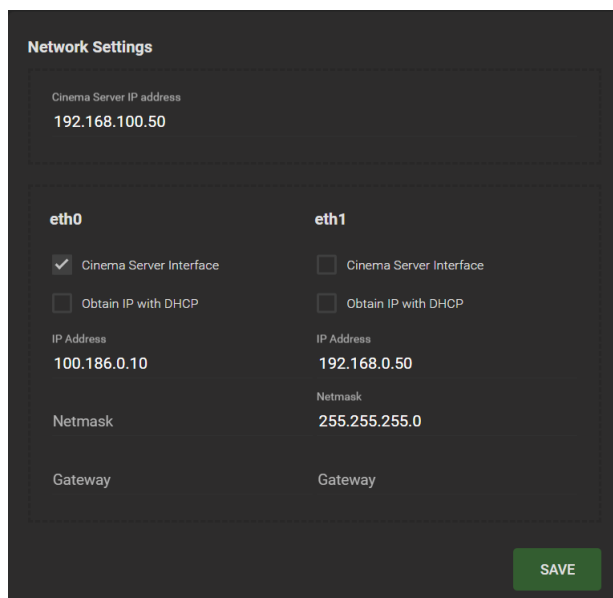 Network Settings
Cinema Server IP address
192.168.100.50
eth0
Cinema Server Interface
Obtain IP with DHCP
IP Address
100.186.0.10
Netmask
Gateway
eth1
Cinema Server Interface
Obtain IP with DHCP
IP Address
192.168.0.50
Netmask
255.255.255.0
Gateway
SAVE